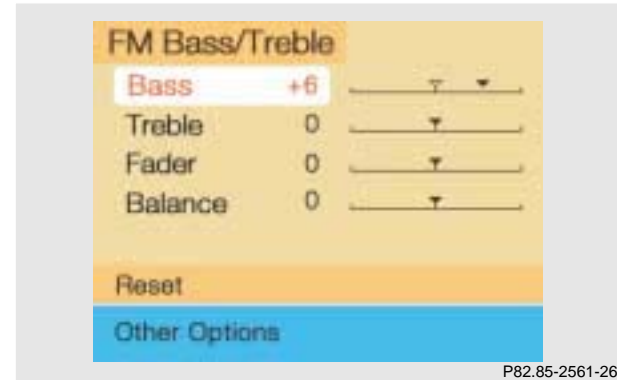 FM Bass/Treble
Bass +6
Treble 0
Fader 0
Balance 0
Reset
Other Options
P82.85-2561-26